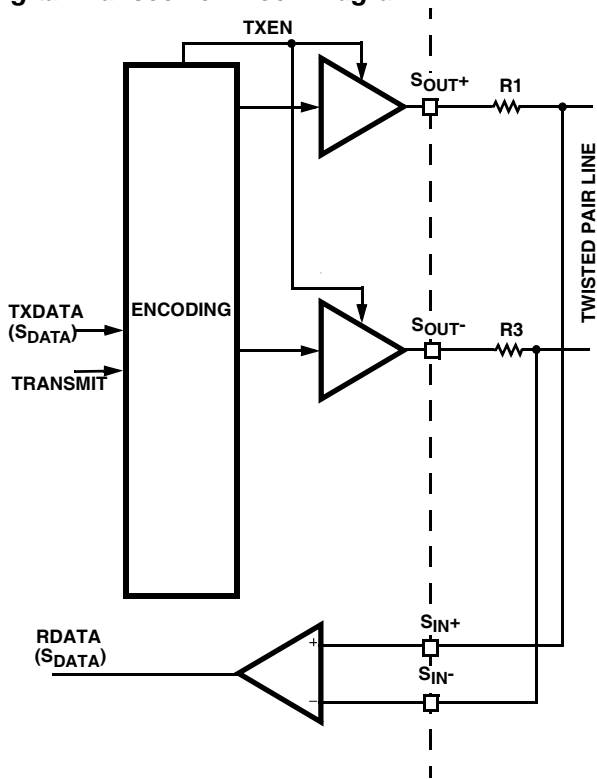 TXEN
SOUT+
R1
TWISTED PAIR LINE
ENCODING
TXDATA
(SDATA)
TRANSMIT
SOUT-
R3
SIN+
RDATA
(SDATA)
+
SIN-
–